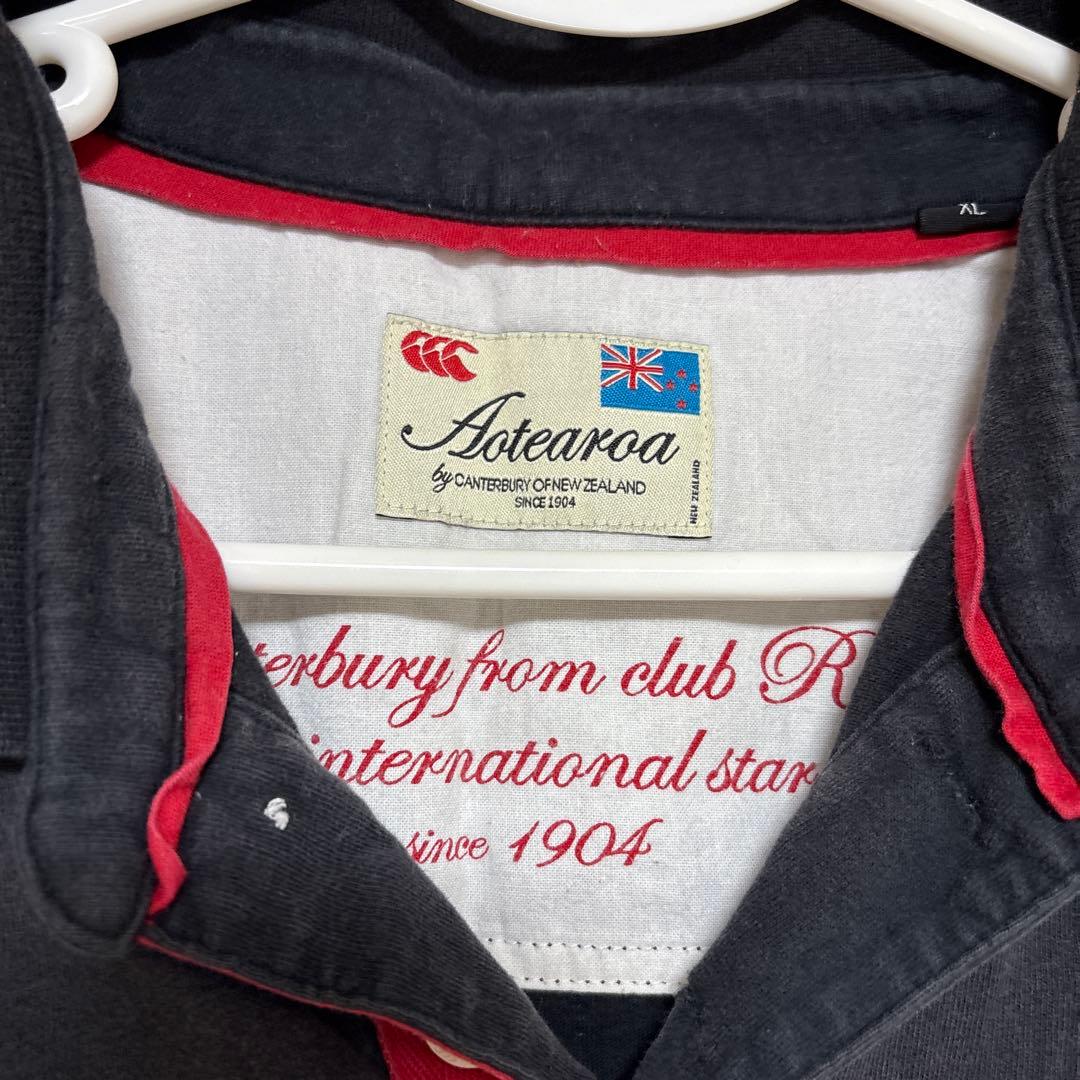 XL
Aotearoa
by CANTERBURY OF NEW ZEALAND
SINCE 1904
NEW ZEALAND
terbury from club R
international star
since 1904